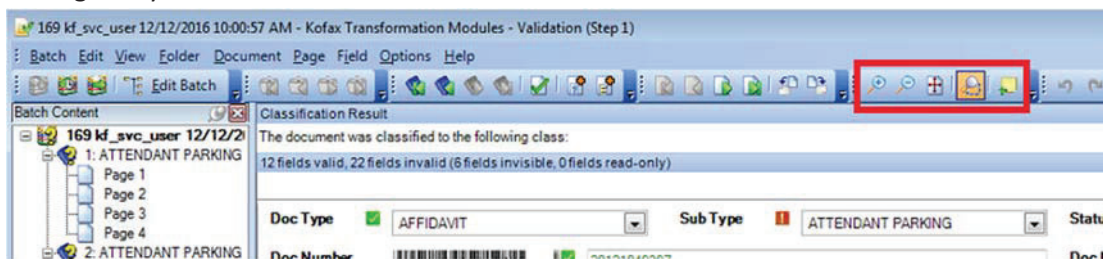 169 kf_svc_user 12/12/2016 10:00:57 AM - Kofax Transformation Modules - Validation (Step 1)
Batch Edit View Folder Document Page Field Options Help
Edit Batch
Batch Content
Classification Result
169 kf_svc_user 12/12/2
The document was classified to the following class:
1: ATTENDANT PARKING
12 fields valid, 22 fields invalid (6 fields invisible, 0 fields read-only)
Page 1
Page 2
Page 3
Doc Type AFFIDAVIT Sub Type ATTENDANT PARKING Statu
Page 4
2: ATTENDANT PARKING
Doc Number